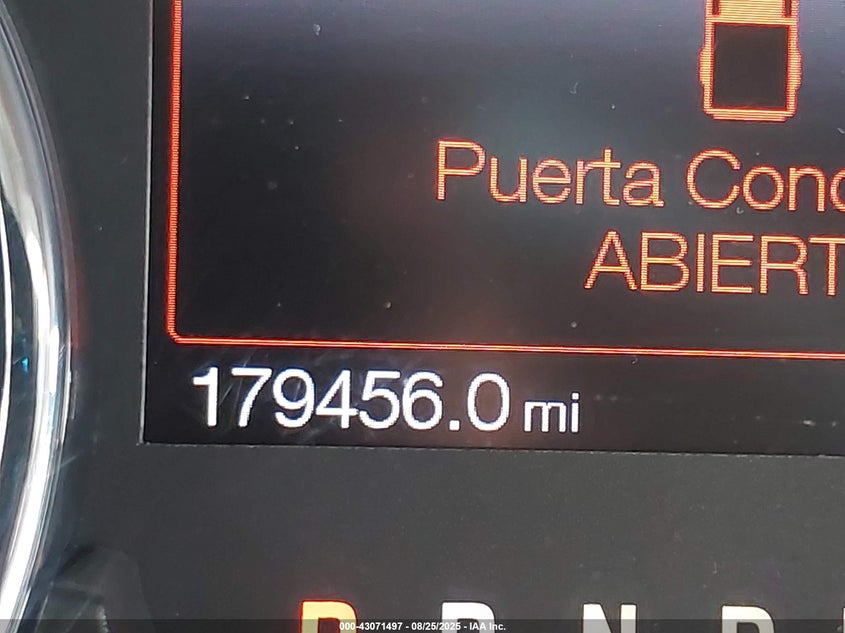 Puerta Cond
ABIERT
179456.0 mi
P R N D
000-43071497 - 08/25/2025 - IAA Inc.